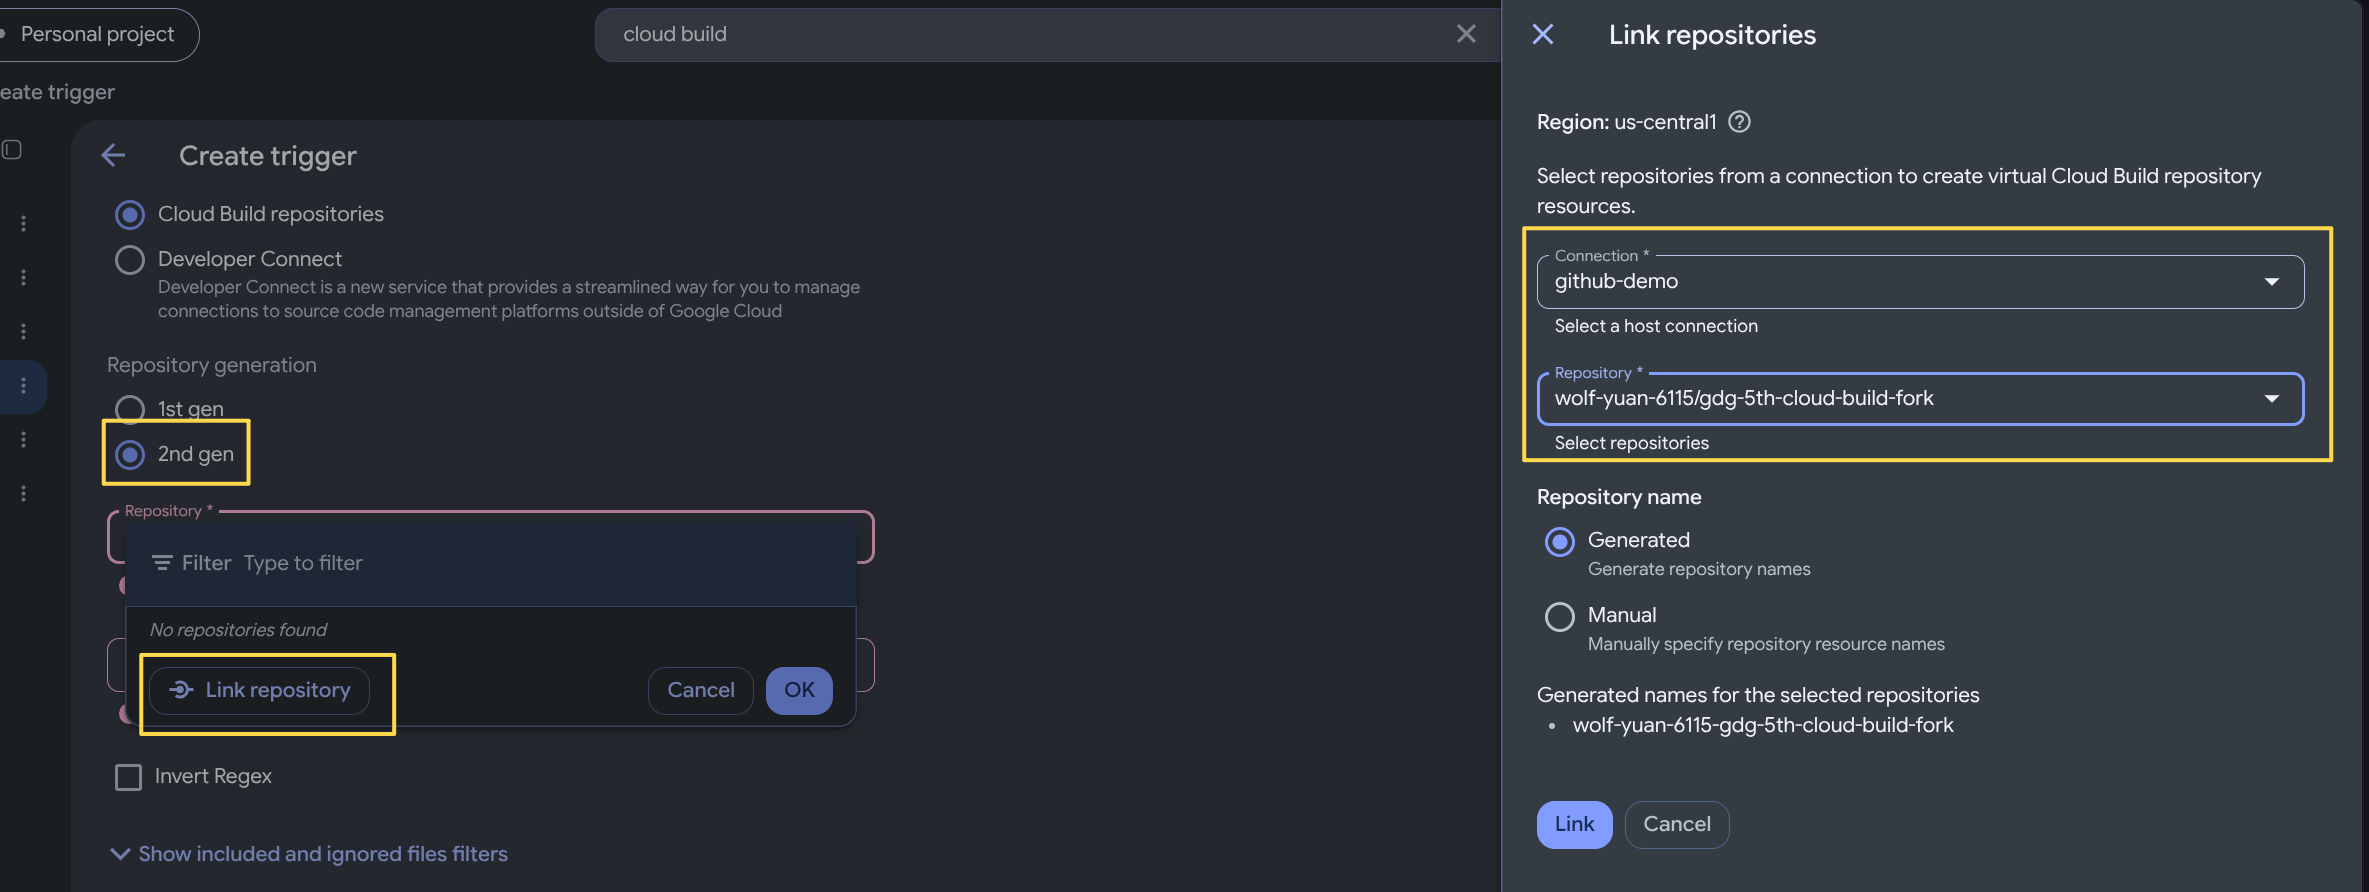 Personal project
cloud build
eate trigger
Create trigger
Cloud Build repositories
Developer Connect
Developer Connect is a new service that provides a streamlined way for you to manage
connections to source code management platforms outside of Google Cloud
Repository generation
1st gen
2nd gen
Repository *
Filter Type to filter
No repositories found
Link repository
Cancel
OK
Invert Regex
Show included and ignored files filters
Link repositories
Region: us-central1
Select repositories from a connection to create virtual Cloud Build repository
resources.
Connection *
github-demo
Select a host connection
Repository *
wolf-yuan-6115/gdg-5th-cloud-build-fork
Select repositories
Repository name
Generated
Generate repository names
Manual
Manually specify repository resource names
Generated names for the selected repositories
• wolf-yuan-6115-gdg-5th-cloud-build-fork
Link
Cancel